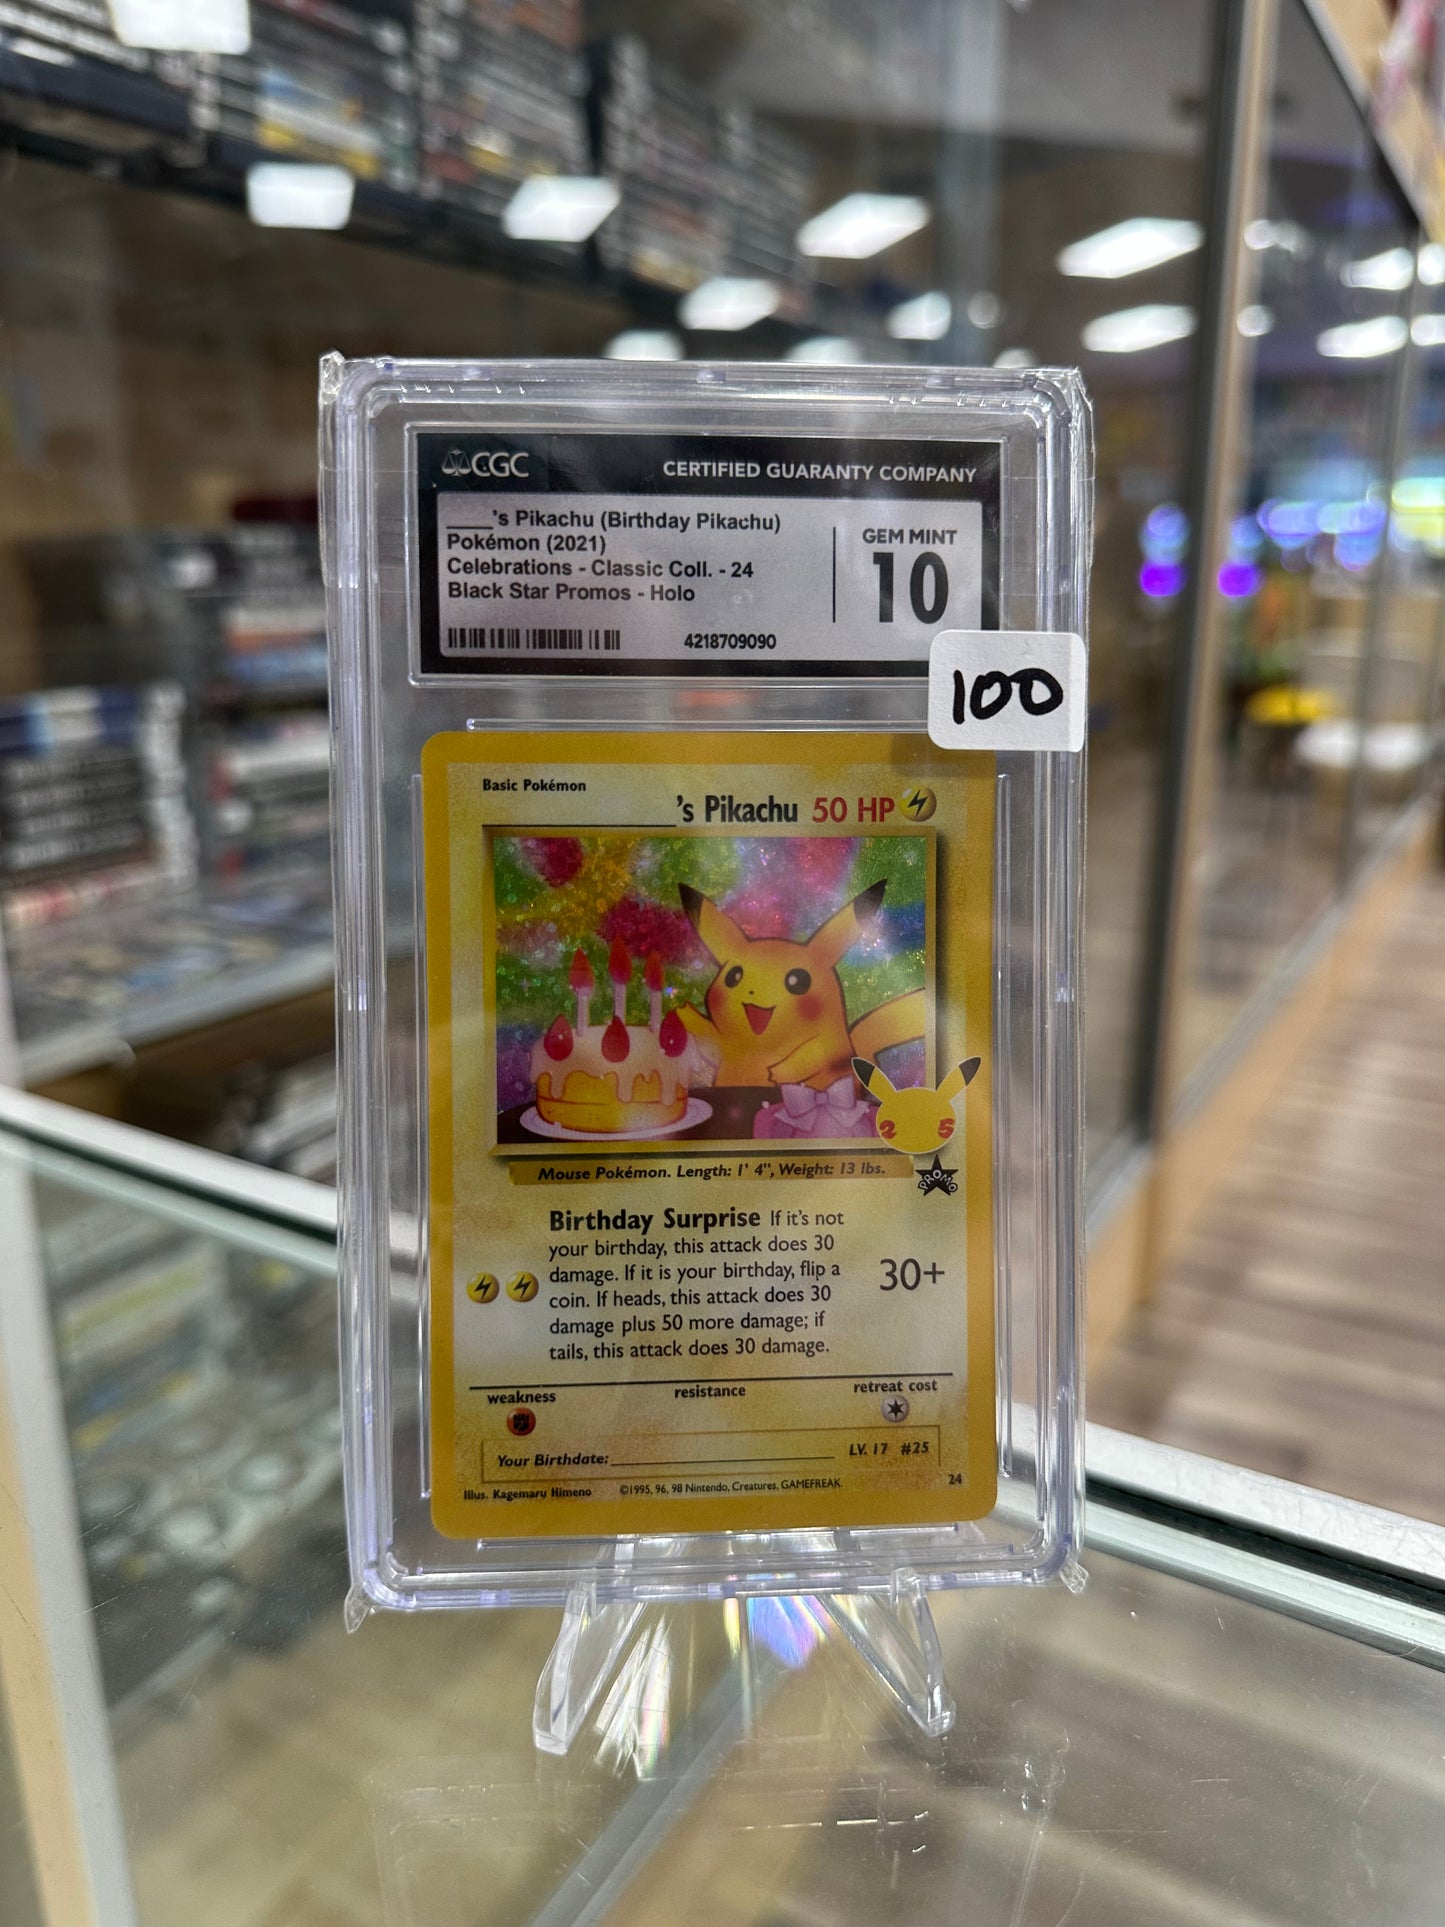 CGC
CERTIFIED GUARANTY COMPANY
____'s Pikachu (Birthday Pikachu)
Pokémon (2021)
Celebrations - Classic Coll. - 24
Black Star Promos - Holo
4218709090
GEM MINT
10
100
Basic Pokémon
____________'s Pikachu 50 HP
25
PROMO
Mouse Pokémon. Length: 1' 4", Weight: 13 lbs.
Birthday Surprise If it's not
your birthday, this attack does 30
damage. If it is your birthday, flip a
coin. If heads, this attack does 30
damage plus 50 more damage; if
tails, this attack does 30 damage.
30+
weakness
resistance
retreat cost
Your Birthdate:____________ LV. 17 #25
Illus. Kagemaru Himeno
©1995, 96, 98 Nintendo, Creatures, GAMEFREAK.
24